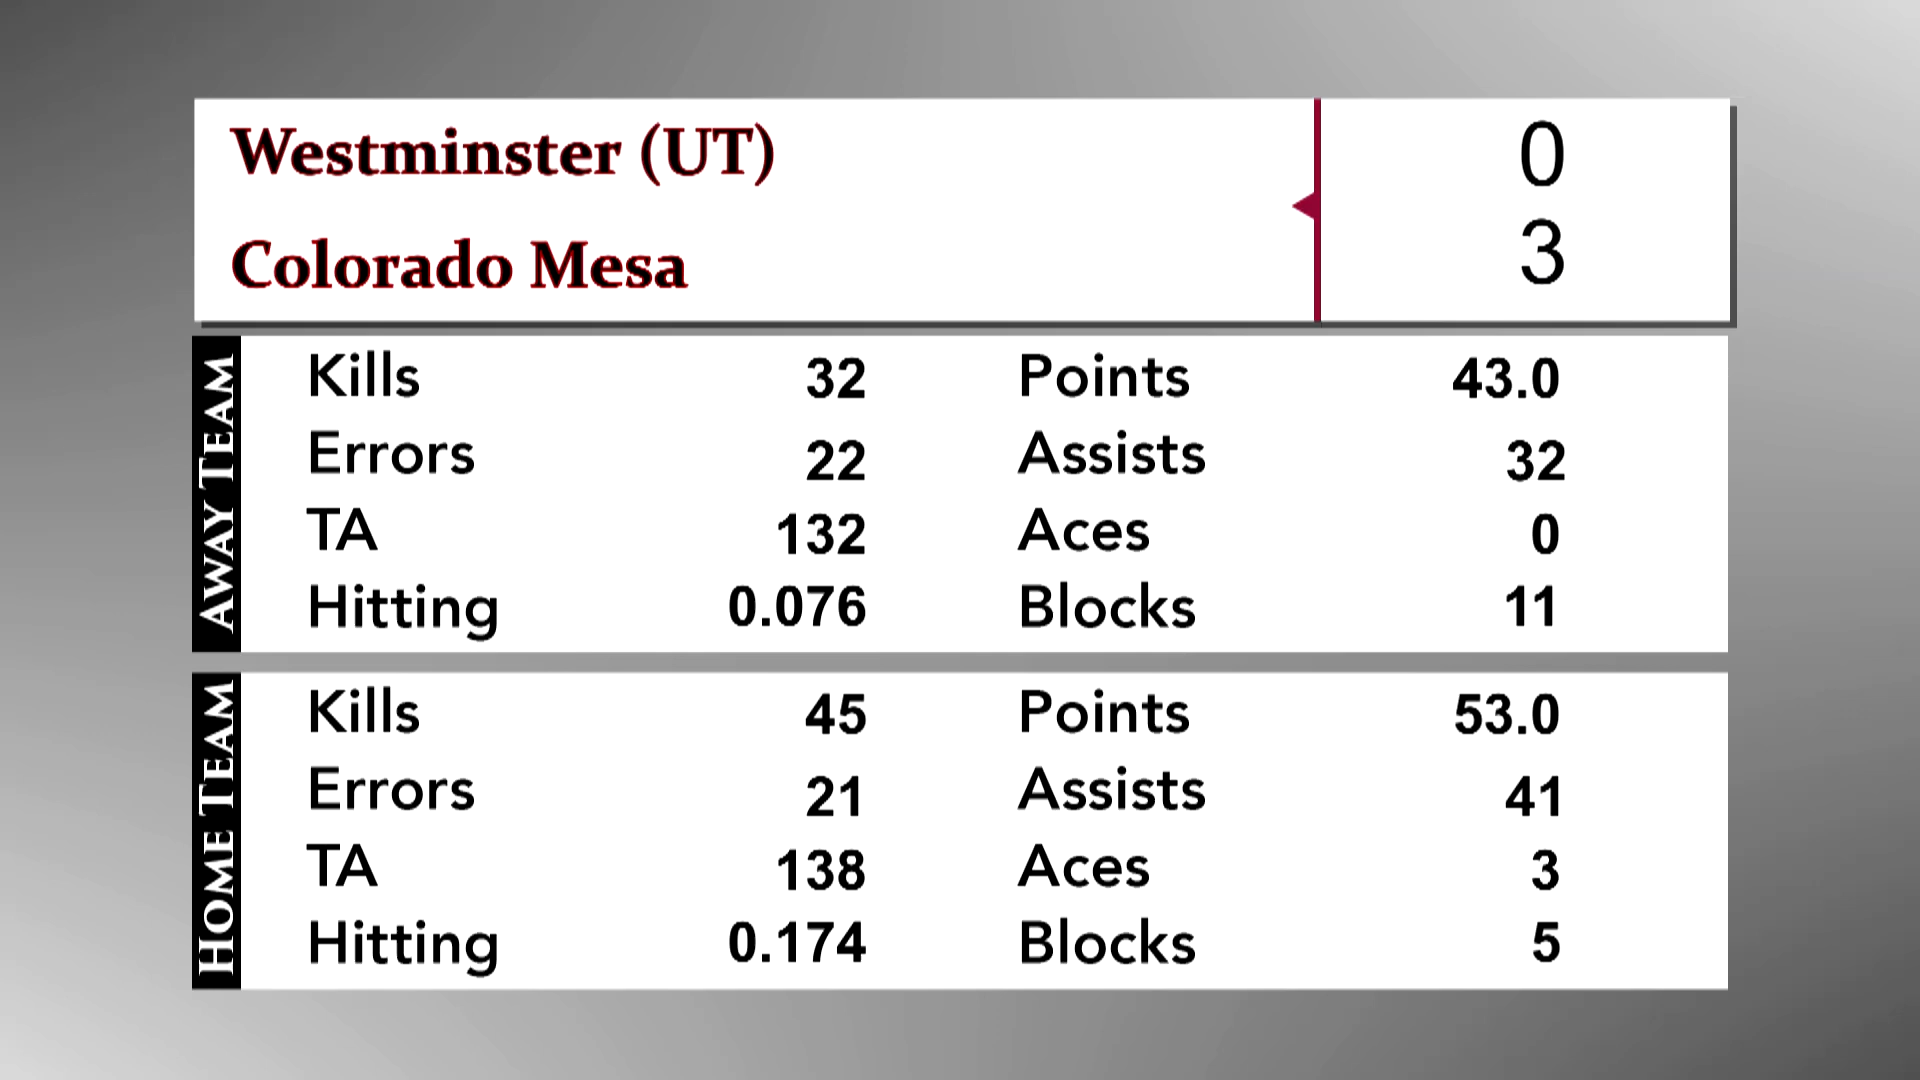 Westminster (UT) 0
Colorado Mesa 3
AWAY TEAM
Kills 32 Points 43.0
Errors 22 Assists 32
TA 132 Aces 0
Hitting 0.076 Blocks 11
HOME TEAM
Kills 45 Points 53.0
Errors 21 Assists 41
TA 138 Aces 3
Hitting 0.174 Blocks 5